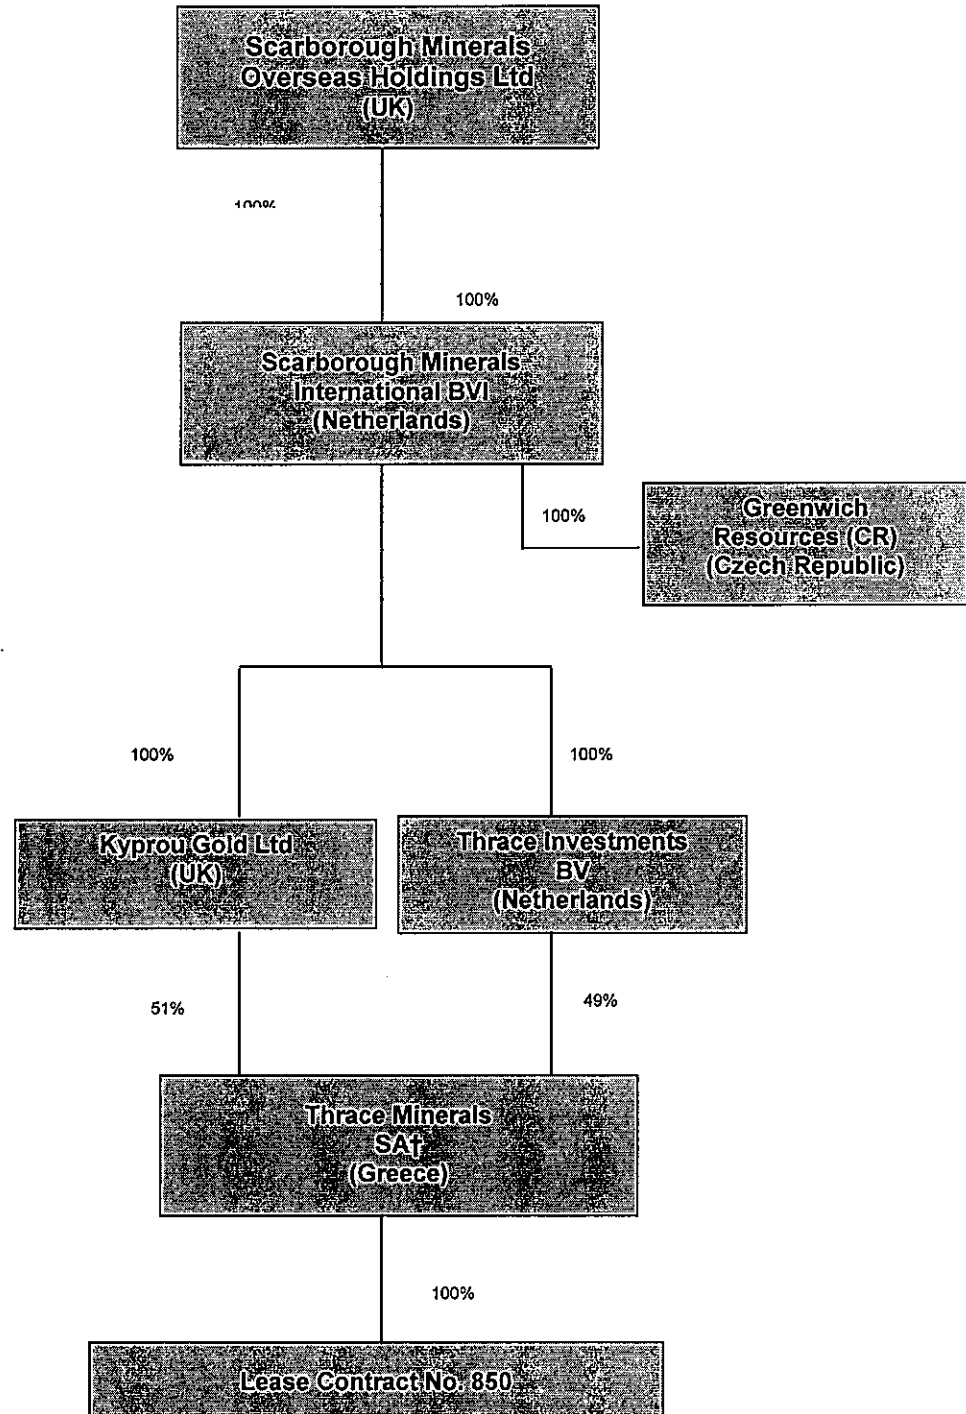 Scarborough Minerals
Overseas Holdings Ltd
(UK)
100%
100%
Scarborough Minerals
International BVI
(Netherlands)
100%
Greenwich
Resources (CR)
(Czech Republic)
100%
100%
Kyprou Gold Ltd
(UK)
Thrace Investments
BV
(Netherlands)
51%
49%
Thrace Minerals
SA†
(Greece)
100%
Lease Contract No. 850